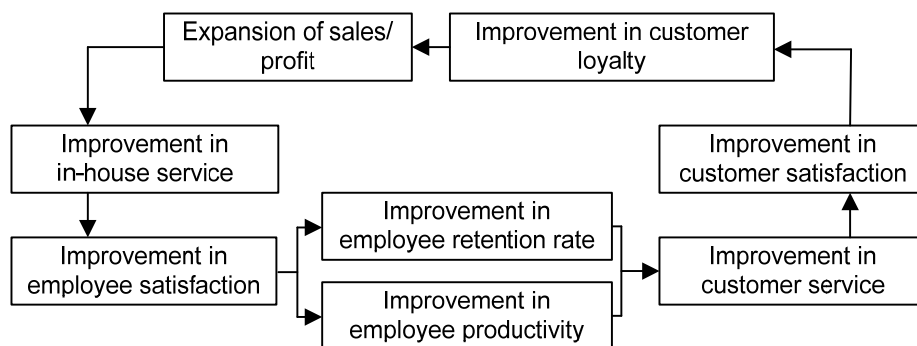 Expansion of sales/
profit
Improvement in customer
loyalty
Improvement in
in-house service
Improvement in
customer satisfaction
Improvement in
employee satisfaction
Improvement in
employee retention rate
Improvement in
employee productivity
Improvement in
customer service